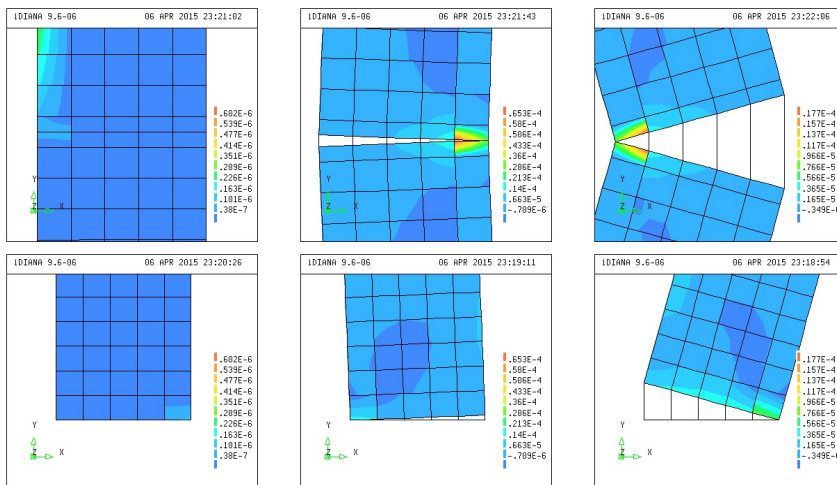 1DIANA 9.6-06 06 APR 2015 23:21:02
.602E-6
.539E-6
.477E-6
.414E-6
.351E-6
.289E-6
.226E-6
.163E-6
.101E-6
.38E-7
Y
Z X
1DIANA 9.6-06 06 APR 2015 23:21:43
.653E-4
.58E-4
.506E-4
.433E-4
.36E-4
.286E-4
.213E-4
.14E-4
.663E-5
-.789E-6
Y
Z X
1DIANA 9.6-06 06 APR 2015 23:22:06
.177E-4
.157E-4
.137E-4
.117E-4
.966E-5
.766E-5
.566E-5
.365E-5
.165E-5
-.349E-6
Y
Z X
1DIANA 9.6-06 06 APR 2015 23:20:26
.602E-6
.539E-6
.477E-6
.414E-6
.351E-6
.289E-6
.226E-6
.163E-6
.101E-6
.38E-7
Y
Z X
1DIANA 9.6-06 06 APR 2015 23:19:11
.653E-4
.58E-4
.506E-4
.433E-4
.36E-4
.286E-4
.213E-4
.14E-4
.663E-5
-.789E-6
Y
Z X
1DIANA 9.6-06 06 APR 2015 23:18:54
.177E-4
.157E-4
.137E-4
.117E-4
.966E-5
.766E-5
.566E-5
.365E-5
.165E-5
-.349E-6
Y
Z X